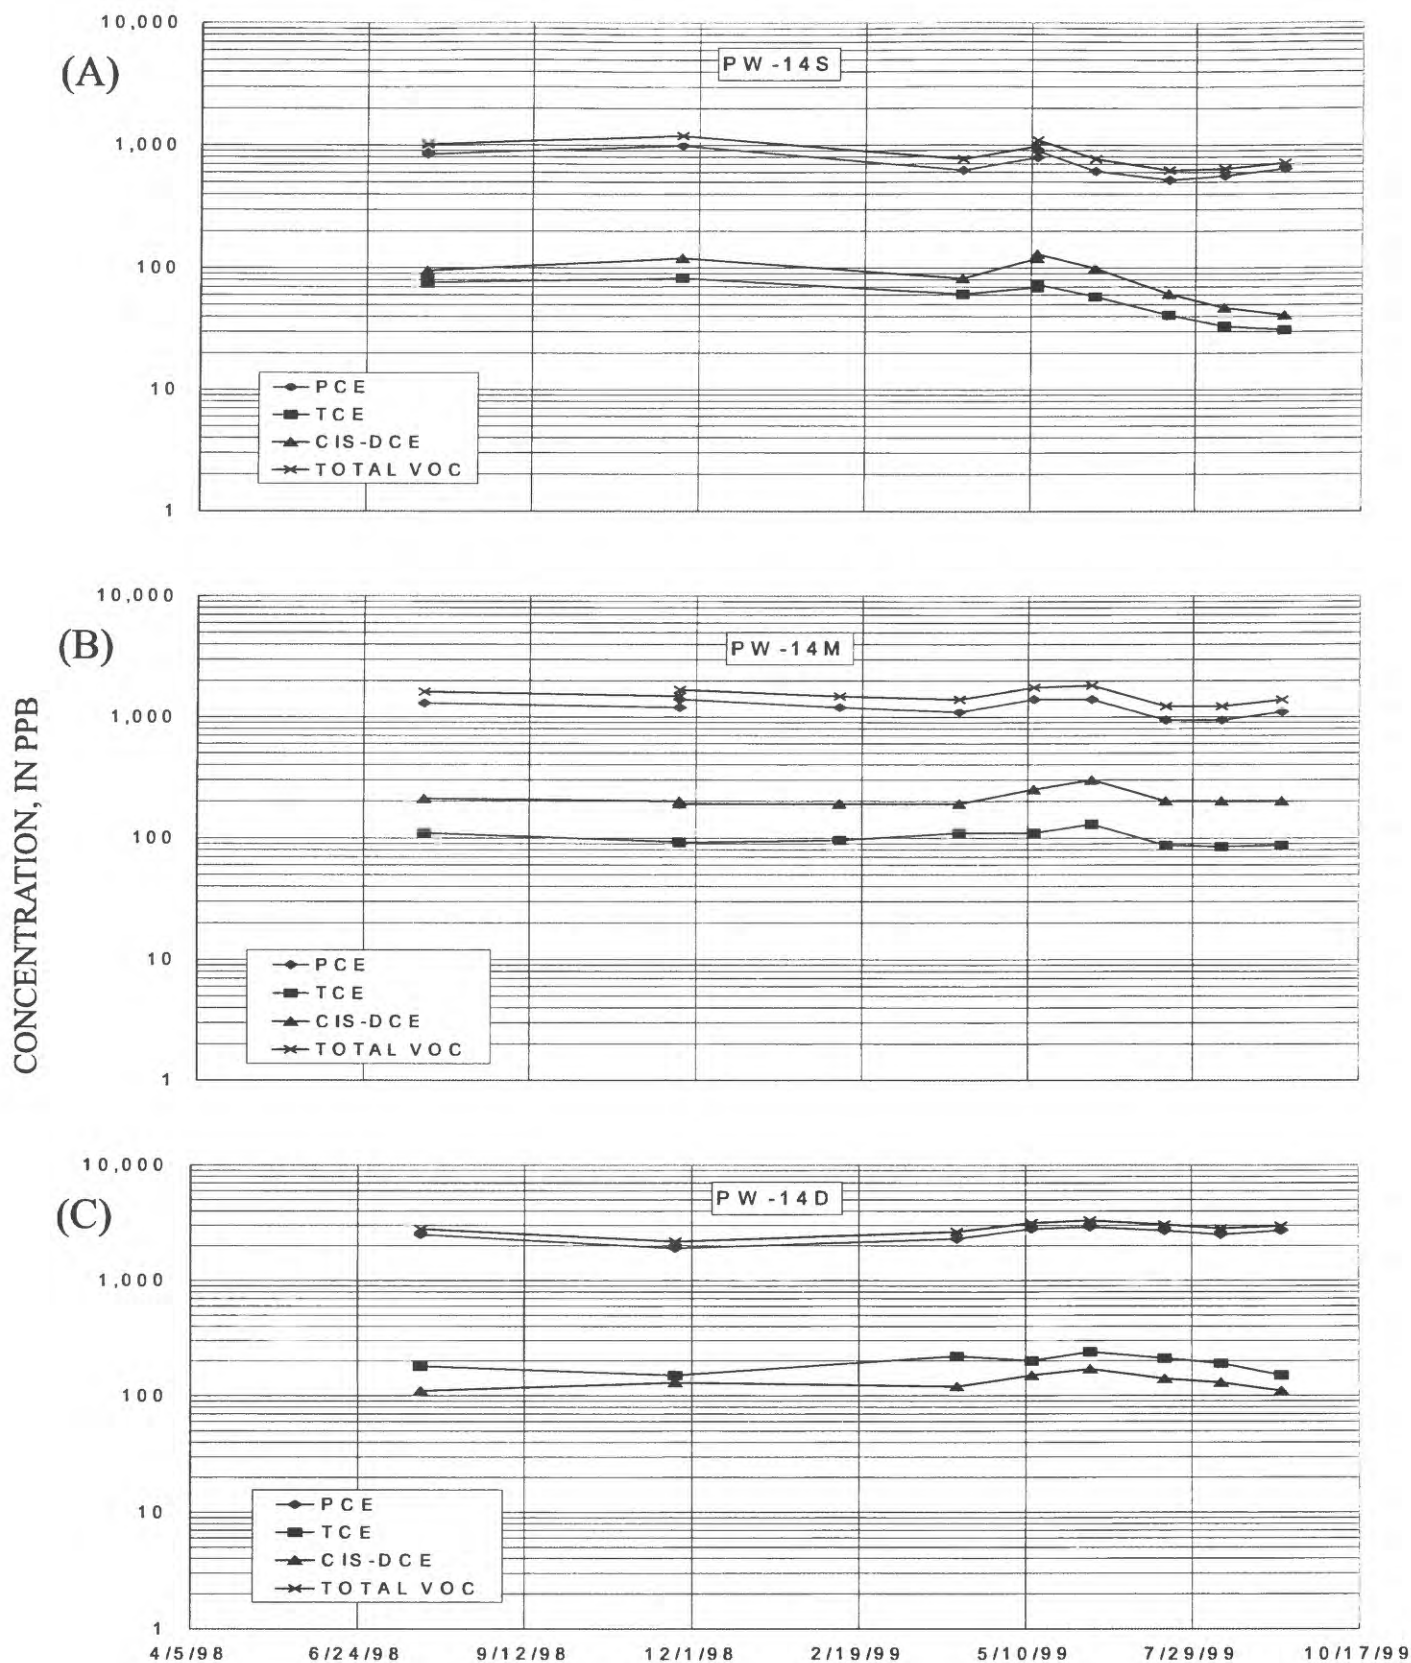 (A)
PW-14S
10,000
1,000
100
10
1
PCE
TCE
CIS-DCE
TOTAL VOC
CONCENTRATION, IN PPB
(B)
PW-14M
10,000
1,000
100
10
1
PCE
TCE
CIS-DCE
TOTAL VOC
(C)
PW-14D
10,000
1,000
100
10
1
PCE
TCE
CIS-DCE
TOTAL VOC
4/5/98 6/24/98 9/12/98 12/1/98 2/19/99 5/10/99 7/29/99 10/17/99